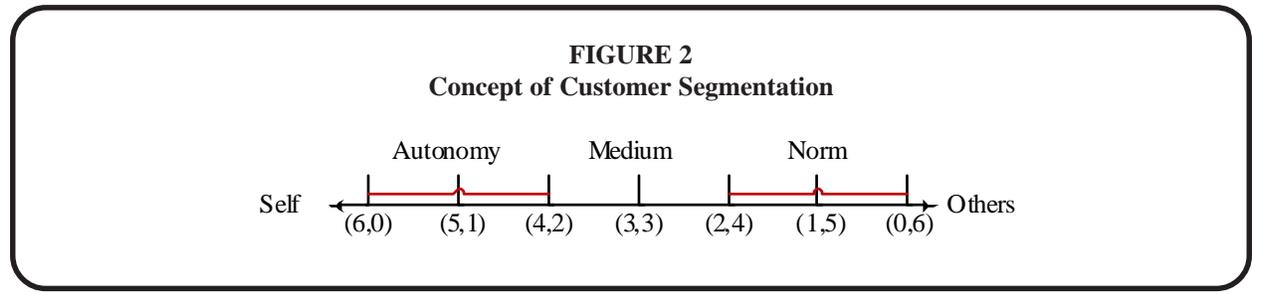 FIGURE 2
Concept of Customer Segmentation
Autonomy Medium Norm
Self Others
(6,0) (5,1) (4,2) (3,3) (2,4) (1,5) (0,6)